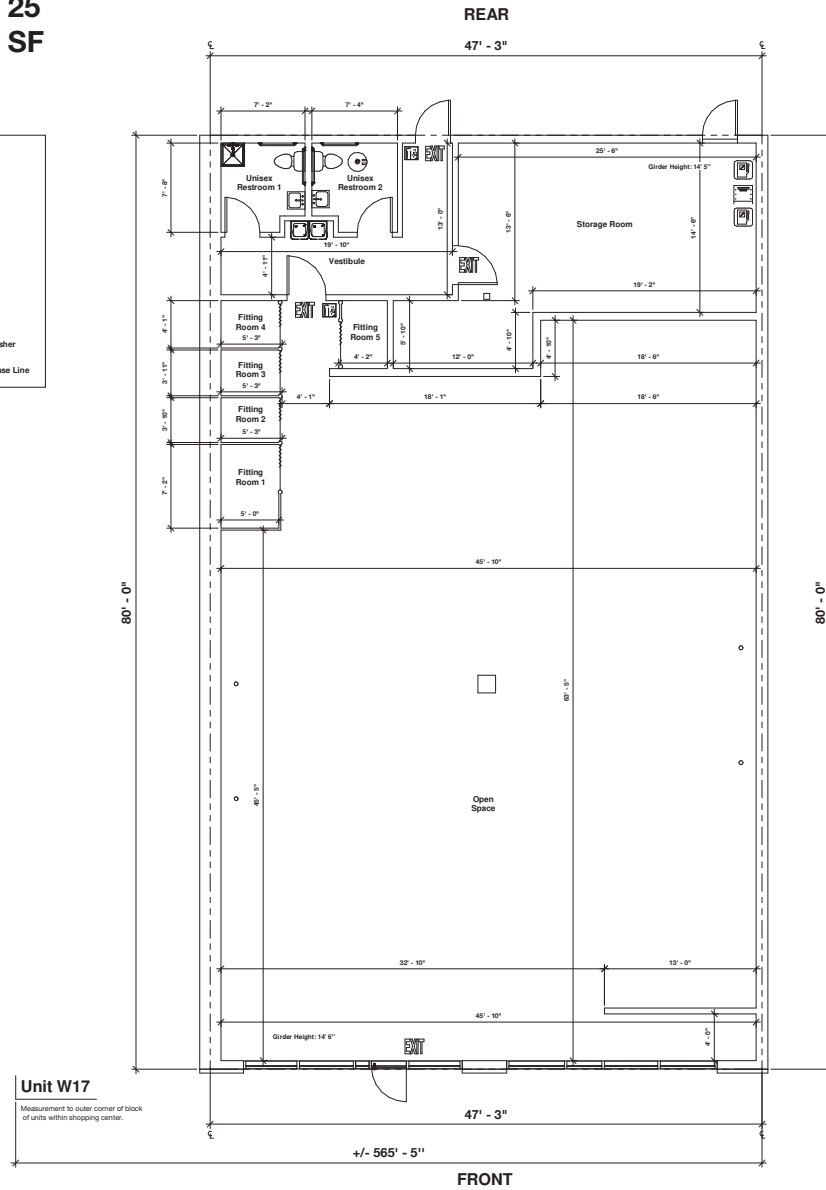 25
SF
REAR
47' - 3"
7' - 2"
7' - 4"
EXIT
25' - 6"
Girder Height: 14' 5"
7' - 8"
Unisex
Restroom 1
Unisex
Restroom 2
13' - 0"
13' - 6"
Storage Room
14' - 6"
19' - 10"
Vestibule
4' - 11"
EXIT
19' - 2"
4' - 1"
Fitting
Room 4
5' - 3"
EXIT
Fitting
Room 5
4' - 2"
5' - 10"
12' - 0"
4' - 10"
4' - 10"
18' - 6"
sher
se Line
3' - 11"
Fitting
Room 3
5' - 3"
4' - 1"
18' - 1"
18' - 6"
3' - 10"
Fitting
Room 2
5' - 3"
7' - 2"
Fitting
Room 1
5' - 0"
45' - 10"
80' - 0"
80' - 0"
63' - 5"
45' - 5"
Open
Space
32' - 10"
13' - 0"
45' - 10"
4' - 0"
Girder Height: 14' 6"
EXIT
Unit W17
Measurement to outer corner of block
of units within shopping center.
47' - 3"
+/- 565' - 5"
FRONT